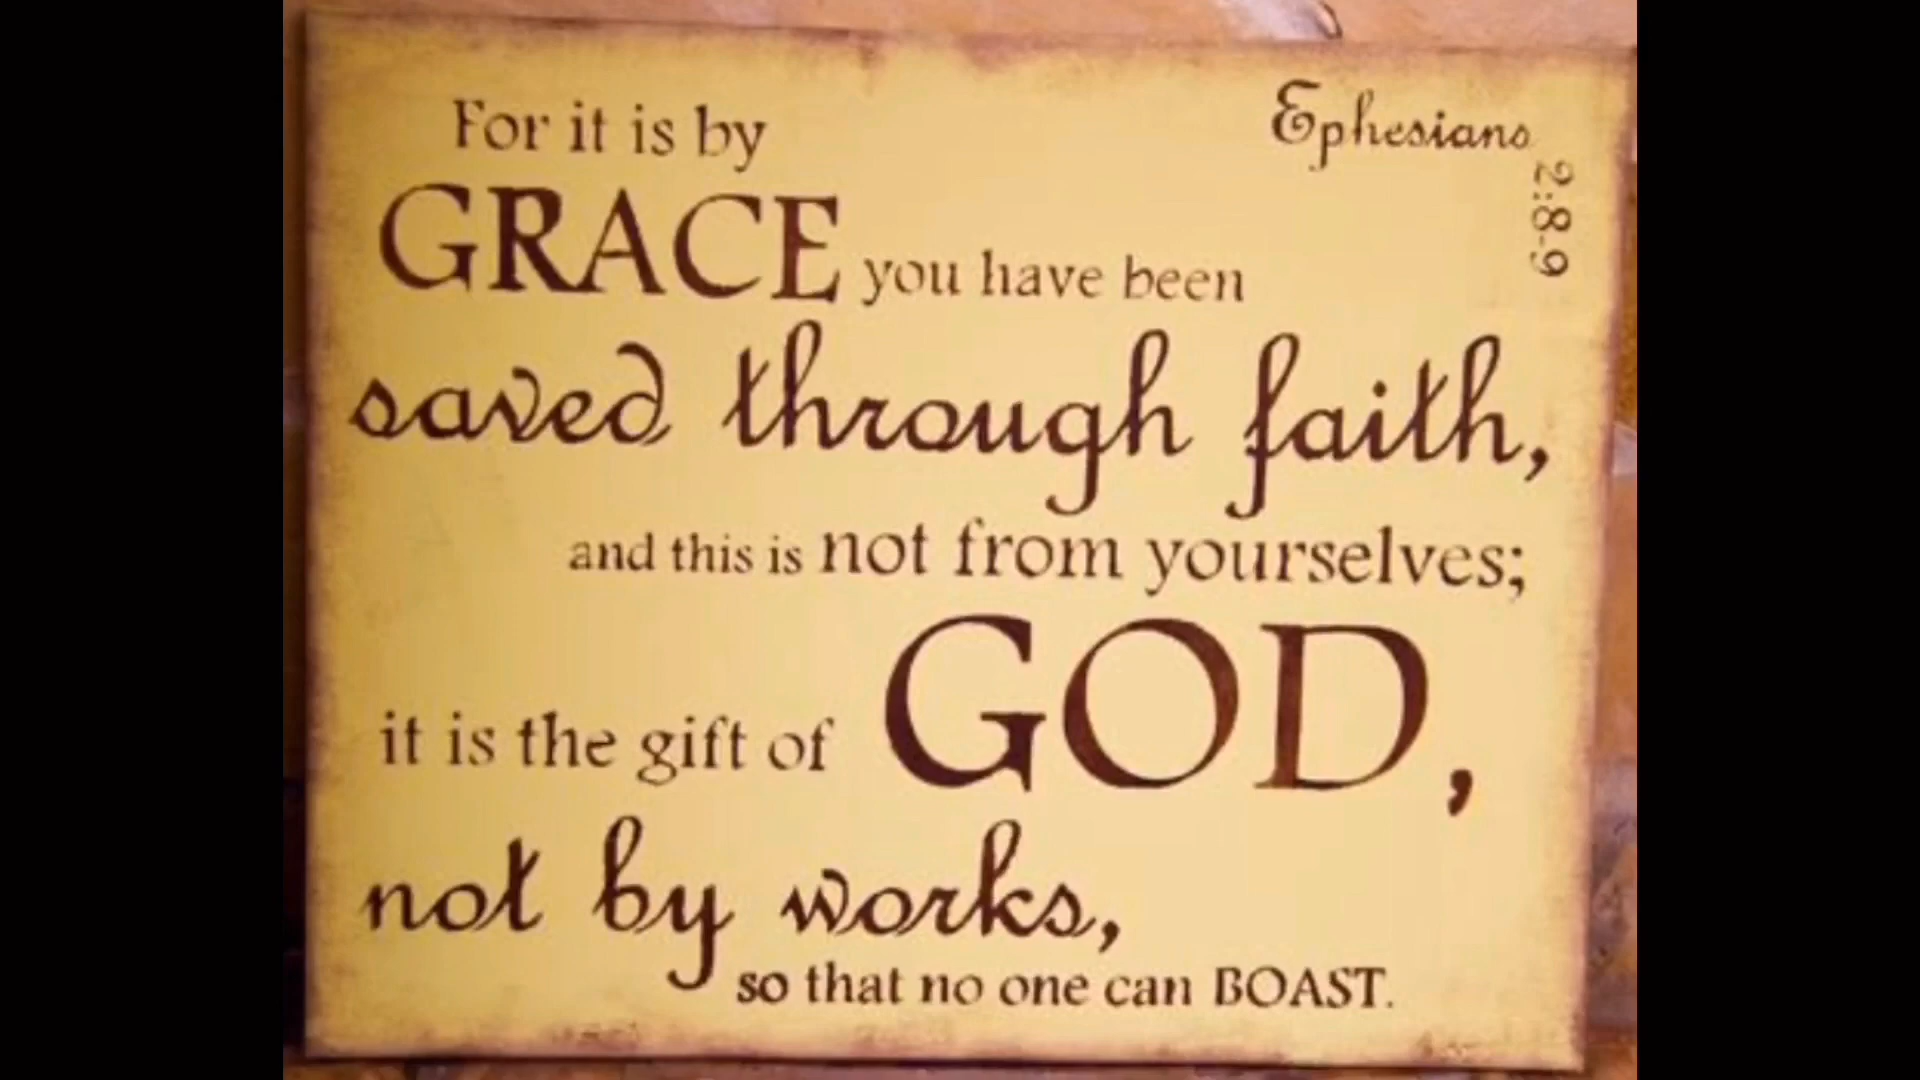 For it is by
Ephesians
2:8-9
GRACE you have been
saved through faith,
and this is not from yourselves;
it is the gift of GOD,
not by works,
so that no one can BOAST.